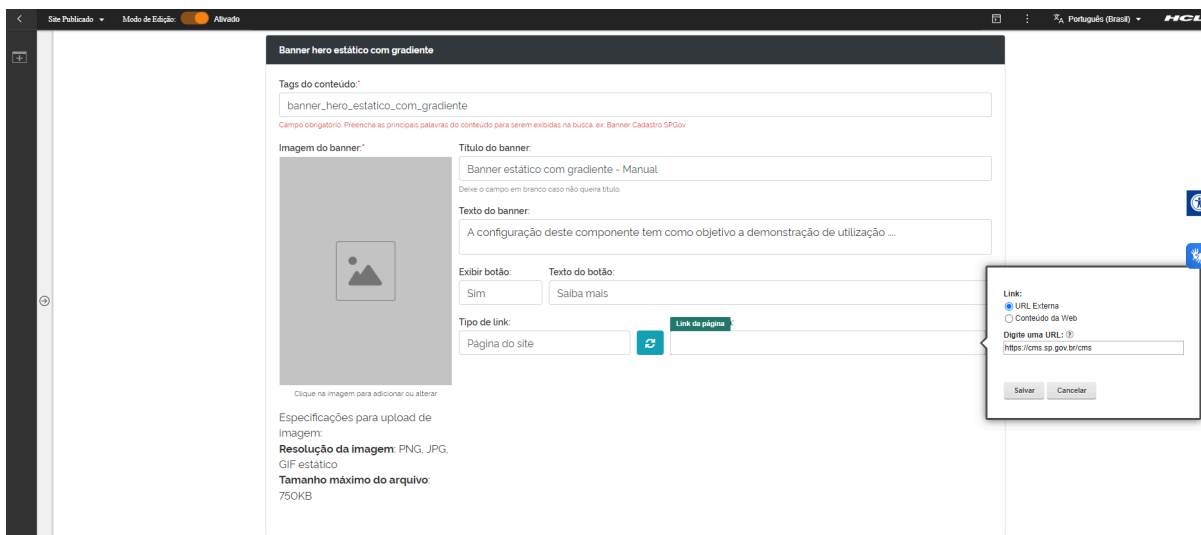 Site Publicado
Modo de Edição:
Ativado
Português (Brasil)
HCL
Banner hero estático com gradiente
Tags do conteúdo:*
banner_hero_estatico_com_gradiente
Campo obrigatório. Preencha as principais palavras do conteúdo para serem exibidas na busca. ex: Banner Cadastro SPGov
Imagem do banner:*
Título do banner:
Banner estático com gradiente - Manual
Deixe o campo em branco caso não queira título.
Texto do banner:
A configuração deste componente tem como objetivo a demonstração de utilização ....
Exibir botão:
Texto do botão:
Sim
Saiba mais
Tipo de link:
Link da página
Página do site
Clique na imagem para adicionar ou alterar
Especificações para upload de
imagem:
Resolução da imagem: PNG, JPG,
GIF estático
Tamanho máximo do arquivo:
750KB
Link:
URL Externa
Conteúdo da Web
Digite uma URL: ?
https://cms.sp.gov.br/cms
Salvar
Cancelar